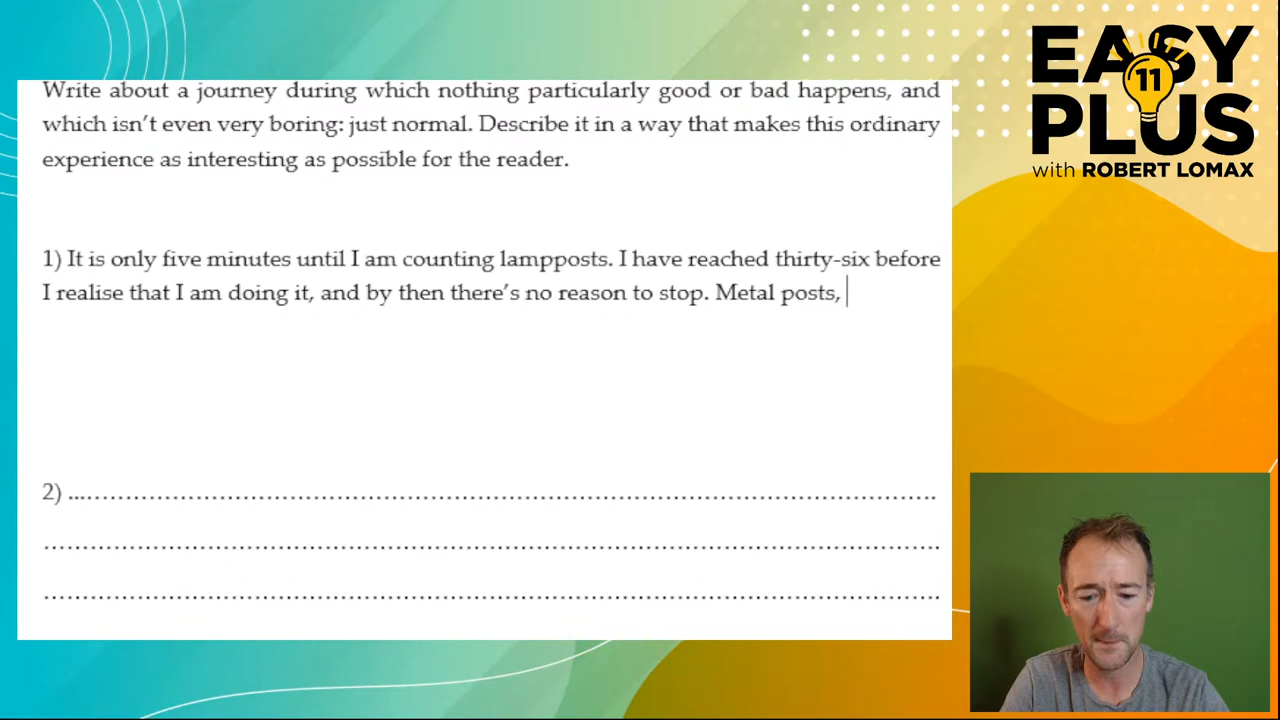 Write about a journey during which nothing particularly good or bad happens, and
which isn't even very boring: just normal. Describe it in a way that makes this ordinary
experience as interesting as possible for the reader.
1) It is only five minutes until I am counting lampposts. I have reached thirty-six before
I realise that I am doing it, and by then there's no reason to stop. Metal posts,
2) ................................................................................
................................................................................
................................................................................
EASY
11
PLUS
with ROBERT LOMAX